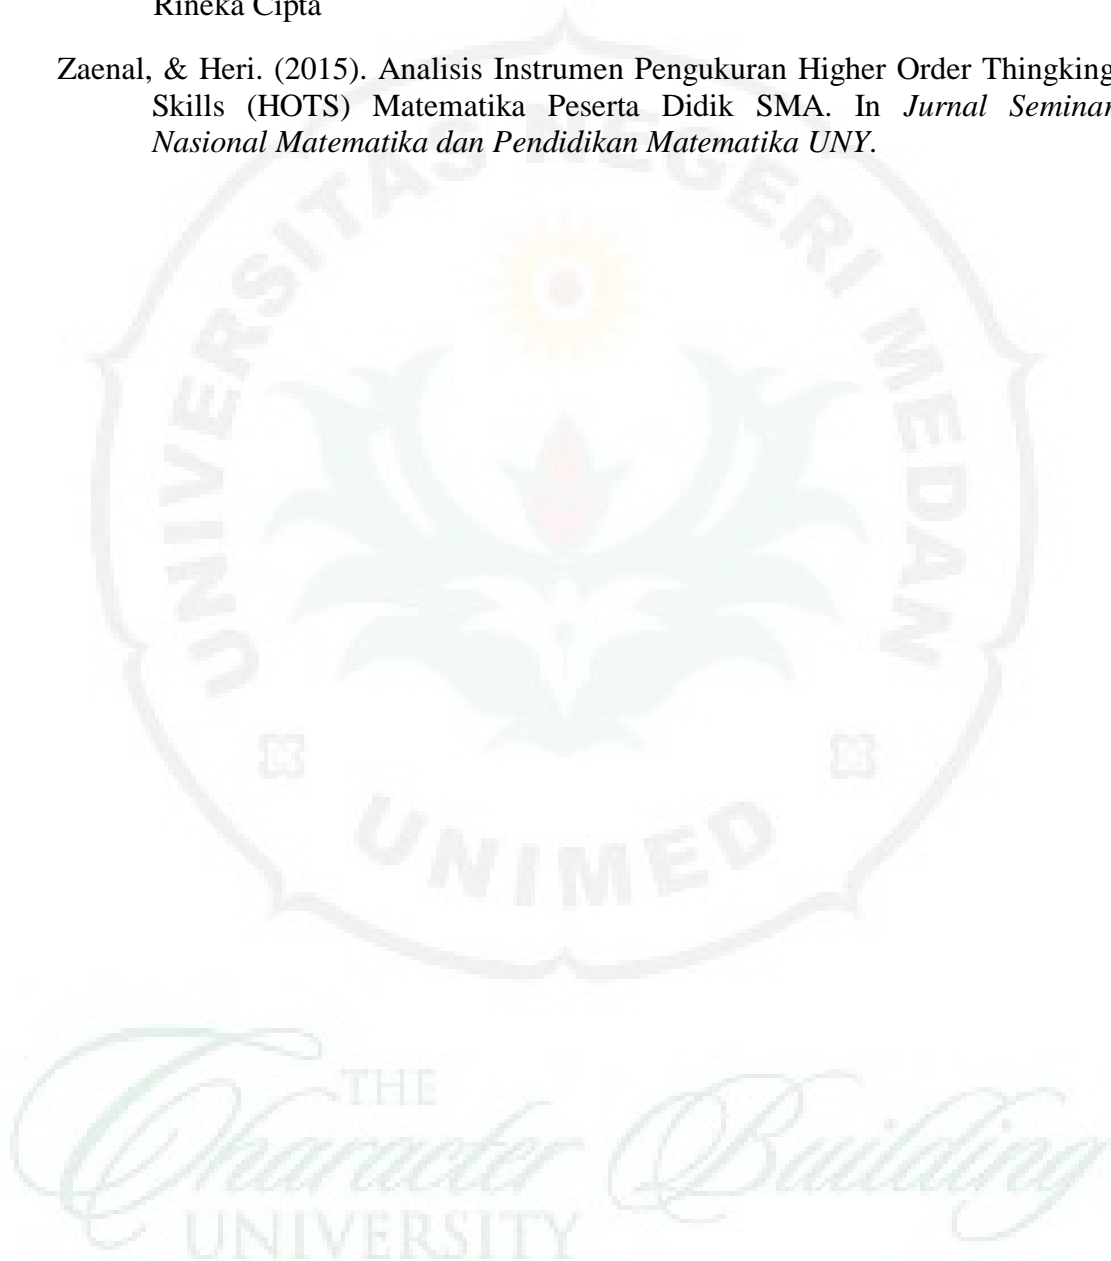 Rineka Cipta
Zaenal, & Heri. (2015). Analisis Instrumen Pengukuran Higher Order Thingking
Skills (HOTS) Matematika Peserta Didik SMA. In Jurnal Seminar
Nasional Matematika dan Pendidikan Matematika UNY.
UNIVERSITAS NEGERI MEDAN
UNIMED
THE
Character Building
UNIVERSITY